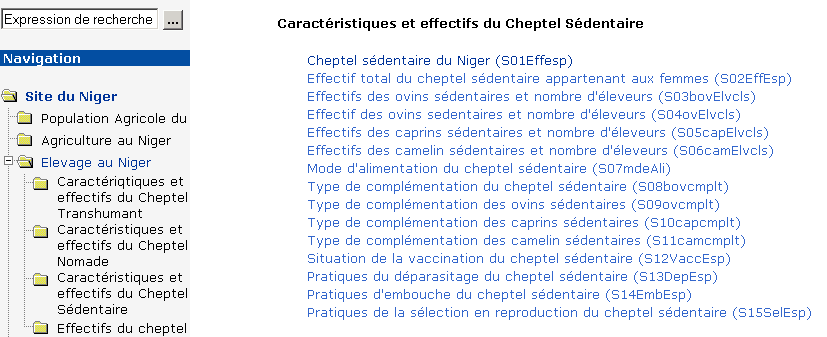 Expression de recherche ...
Navigation
Site du Niger
Population Agricole du
Agriculture au Niger
Elevage au Niger
Caractériqtiques et
effectifs du Cheptel
Transhumant
Caractéristiques et
effectifs du Cheptel
Nomade
Caractéristiques et
effectifs du Cheptel
Sédentaire
Effectifs du cheptel
Caractéristiques et effectifs du Cheptel Sédentaire
Cheptel sédentaire du Niger (S01Effesp)
Effectif total du cheptel sédentaire appartenant aux femmes (S02EffEsp)
Effectifs des ovins sédentaires et nombre d'éleveurs (S03bovElvcls)
Effectif des ovins sedentaires et nombre d'éleveurs (S04ovElvcls)
Effectifs des caprins sédentaires et nombre d'éleveurs (S05capElvcls)
Effectifs des camelin sédentaires et nombre d'éleveurs (S06camElvcls)
Mode d'alimentation du cheptel sédentaire (S07mdeAli)
Type de complémentation du cheptel sédentaire (S08bovcmplt)
Type de complémentation des ovins sédentaires (S09ovcmplt)
Type de complémentation des caprins sédentaires (S10capcmplt)
Type de complémentation des camelin sédentaires (S11camcmplt)
Situation de la vaccination du cheptel sédentaire (S12VaccEsp)
Pratiques du déparasitage du cheptel sédentaire (S13DepEsp)
Pratiques d'embouche du cheptel sédentaire (S14EmbEsp)
Pratiques de la sélection en reproduction du cheptel sédentaire (S15SelEsp)